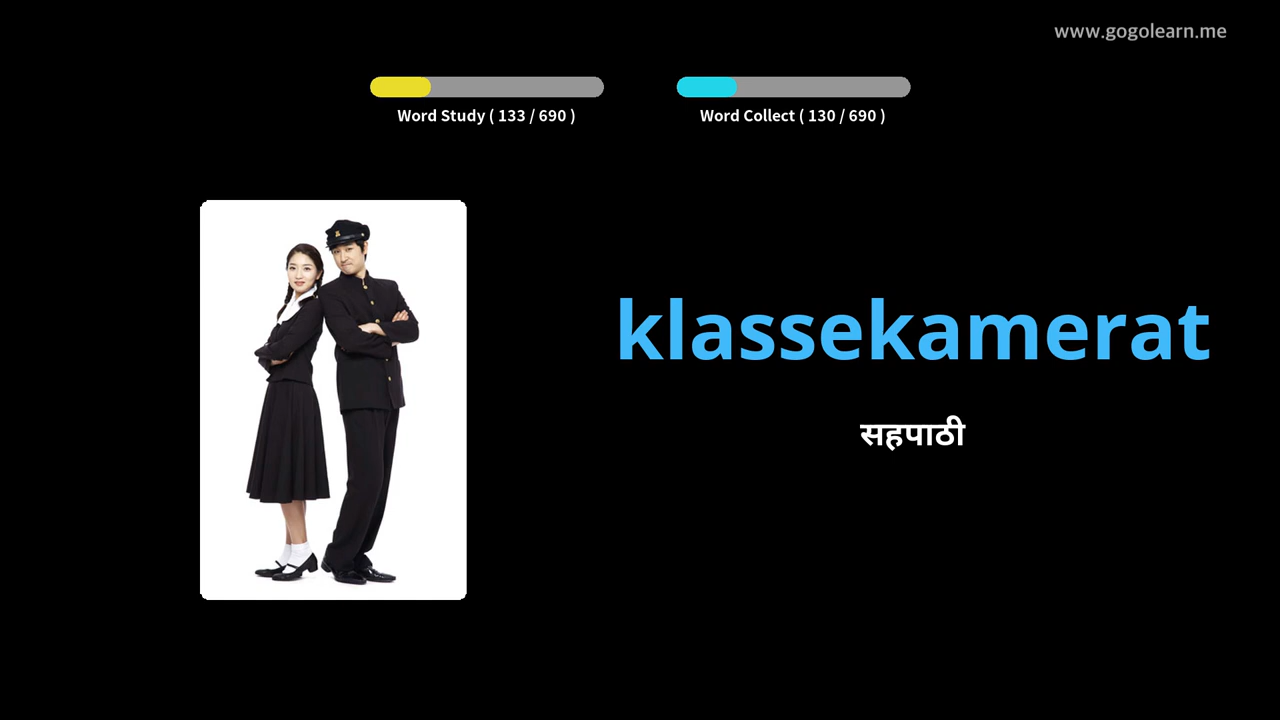 www.gogolearn.me
Word Study ( 133 / 690 )
Word Collect ( 130 / 690 )
klassekamerat
सहपाठी